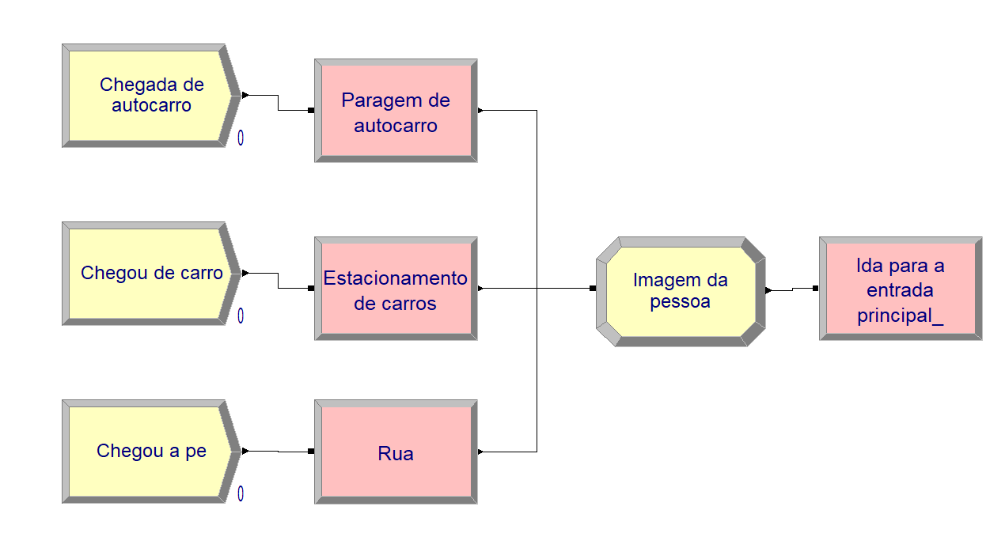 Chegada de
autocarro
0
Paragem de
autocarro
Chegou de carro
0
Estacionamento
de carros
Imagem da
pessoa
Ida para a
entrada
principal_
Chegou a pe
0
Rua